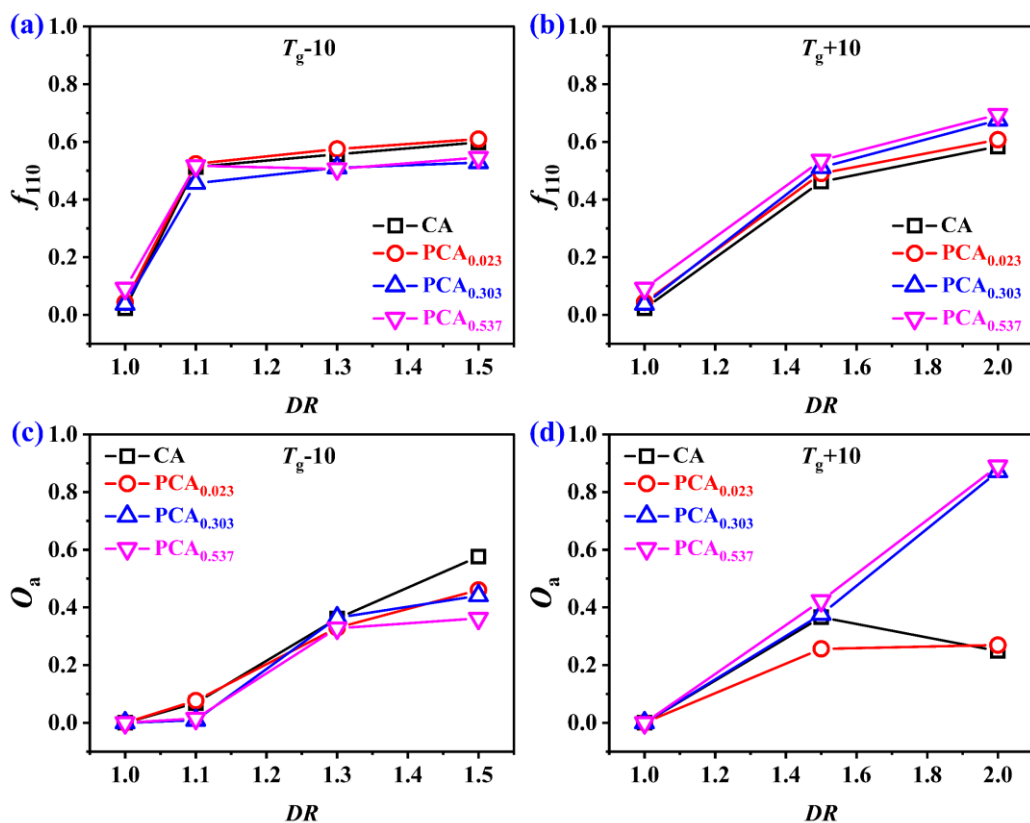 (a)
T_g-10
1.0
0.8
0.6
0.4
0.2
0.0
f₁₁₀
CA
PCA₀.₀₂₃
PCA₀.₃₀₃
PCA₀.₅₃₇
1.0 1.1 1.2 1.3 1.4 1.5
DR
(b)
T_g+10
1.0
0.8
0.6
0.4
0.2
0.0
f₁₁₀
CA
PCA₀.₀₂₃
PCA₀.₃₀₃
PCA₀.₅₃₇
1.0 1.2 1.4 1.6 1.8 2.0
DR
(c)
T_g-10
1.0
0.8
0.6
0.4
0.2
0.0
Oₐ
CA
PCA₀.₀₂₃
PCA₀.₃₀₃
PCA₀.₅₃₇
1.0 1.1 1.2 1.3 1.4 1.5
DR
(d)
T_g+10
1.0
0.8
0.6
0.4
0.2
0.0
Oₐ
CA
PCA₀.₀₂₃
PCA₀.₃₀₃
PCA₀.₅₃₇
1.0 1.2 1.4 1.6 1.8 2.0
DR